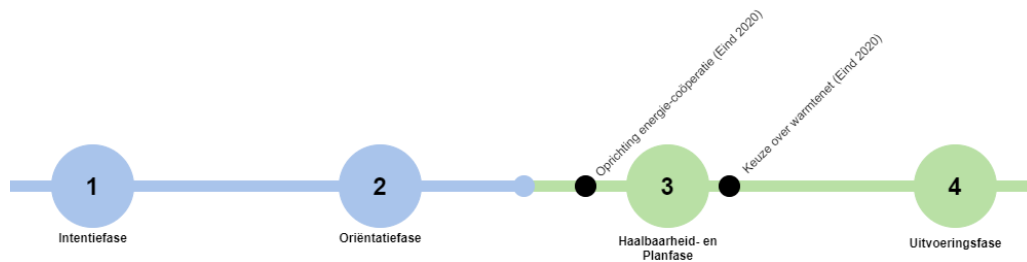 Oprichting energie-coöperatie (Eind 2020)
Keuze over warmtenet (Eind 2020)
1
2
3
4
Intentiefase
Oriëntatiefase
Haalbaarheid- en
Planfase
Uitvoeringsfase